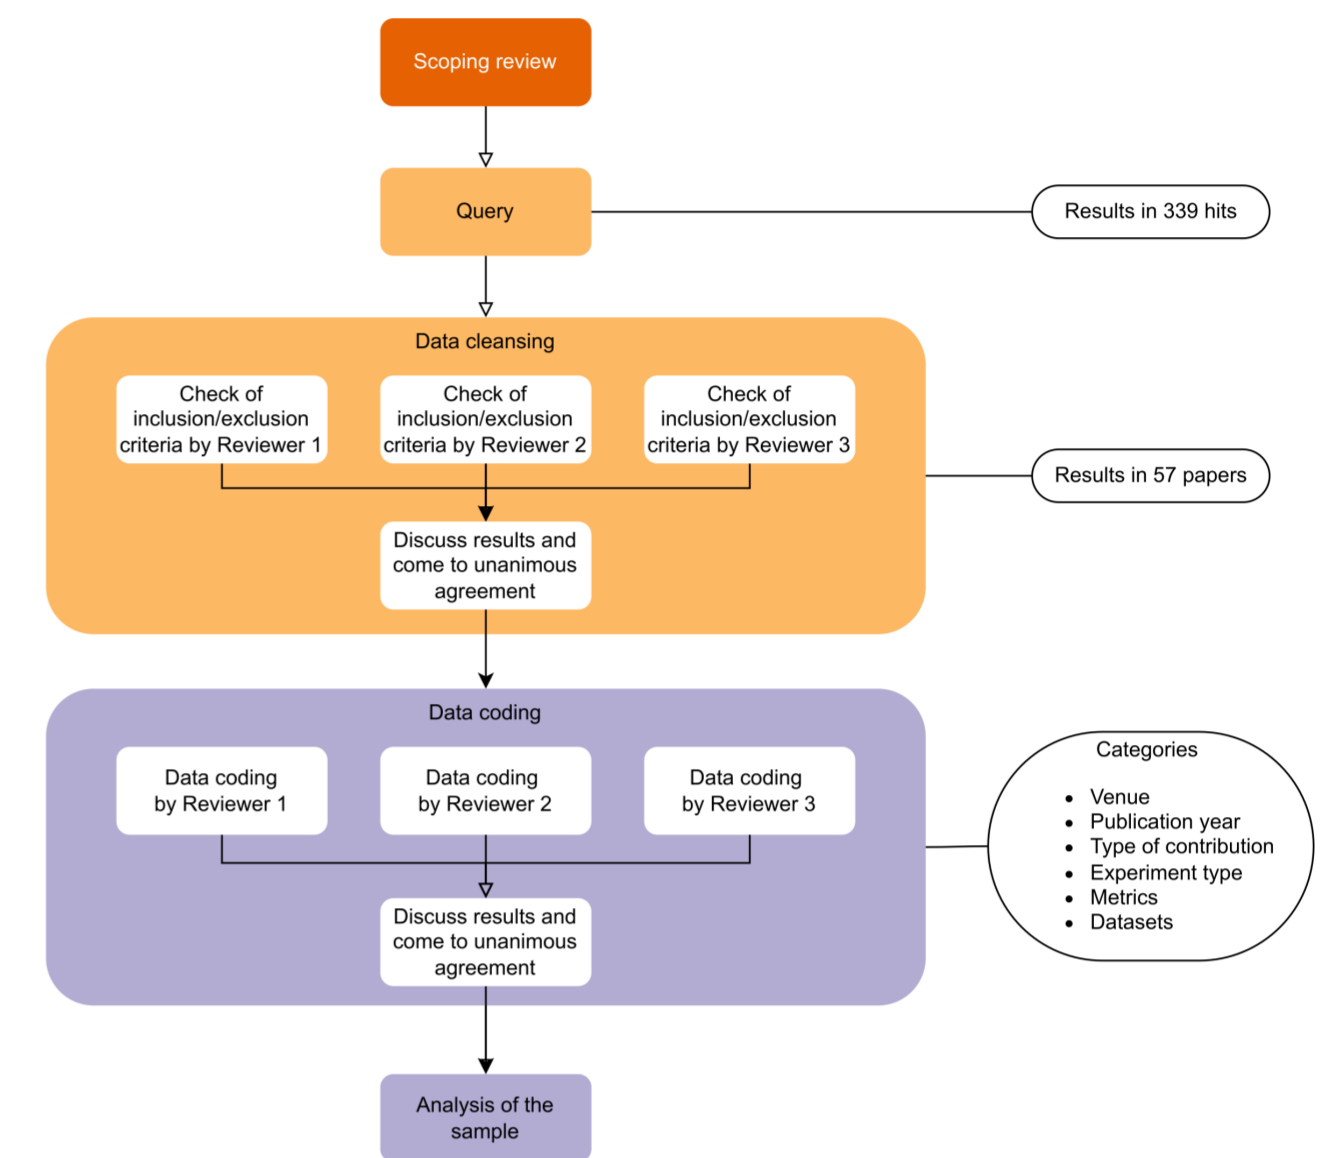 Scoping review
Query
Results in 339 hits
Data cleansing
Check of
inclusion/exclusion
criteria by Reviewer 1
Check of
inclusion/exclusion
criteria by Reviewer 2
Check of
inclusion/exclusion
criteria by Reviewer 3
Results in 57 papers
Discuss results and
come to unanimous
agreement
Data coding
Data coding
by Reviewer 1
Data coding
by Reviewer 2
Data coding
by Reviewer 3
Categories
• Venue
• Publication year
• Type of contribution
• Experiment type
• Metrics
• Datasets
Discuss results and
come to unanimous
agreement
Analysis of the
sample